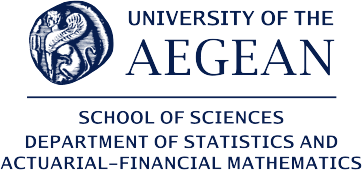 UNIVERSITY OF THE
AEGEAN
SCHOOL OF SCIENCES
DEPARTMENT OF STATISTICS AND
ACTUARIAL-FINANCIAL MATHEMATICS